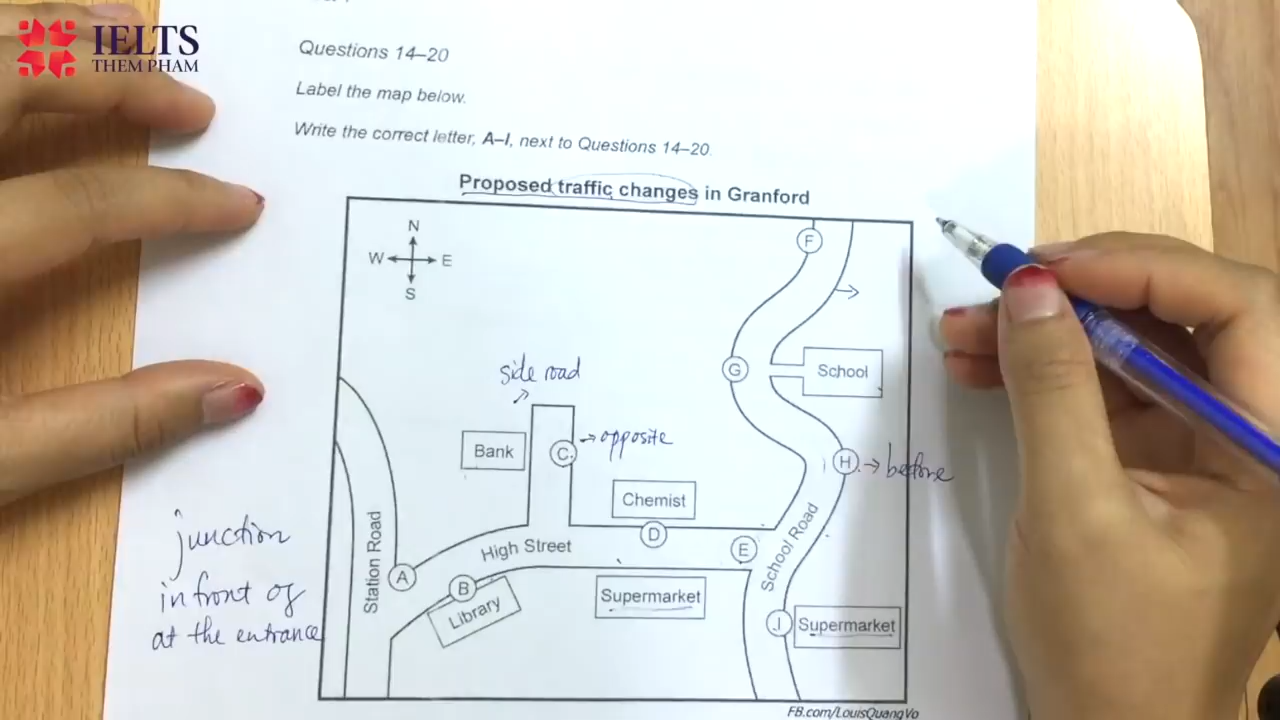 IELTS
THEM PHAM
Questions 14–20
Label the map below.
Write the correct letter, A–I, next to Questions 14–20.
Proposed traffic changes in Granford
N
W E
S
F
School
G
side road
Bank
C
opposite
H
before
Chemist
D
E
High Street
School Road
Station Road
A
B
Library
Supermarket
I
Supermarket
junction
in front of
at the entrance
FB.com/LouisQuangVo